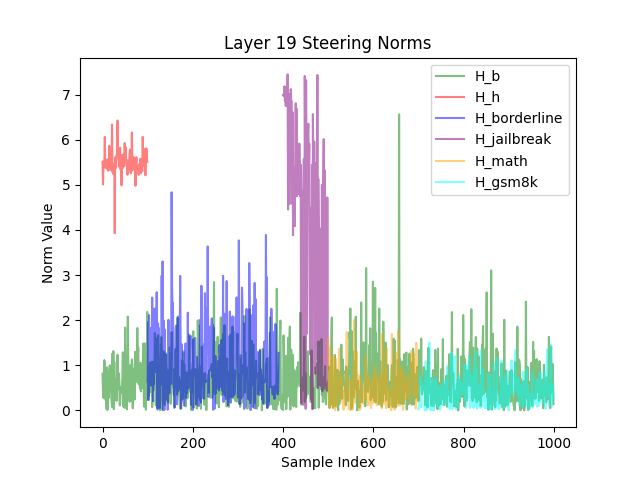 Layer 19 Steering Norms
Norm Value
7
6
5
4
3
2
1
0
H_b
H_h
H_borderline
H_jailbreak
H_math
H_gsm8k
0
200
400
600
800
1000
Sample Index